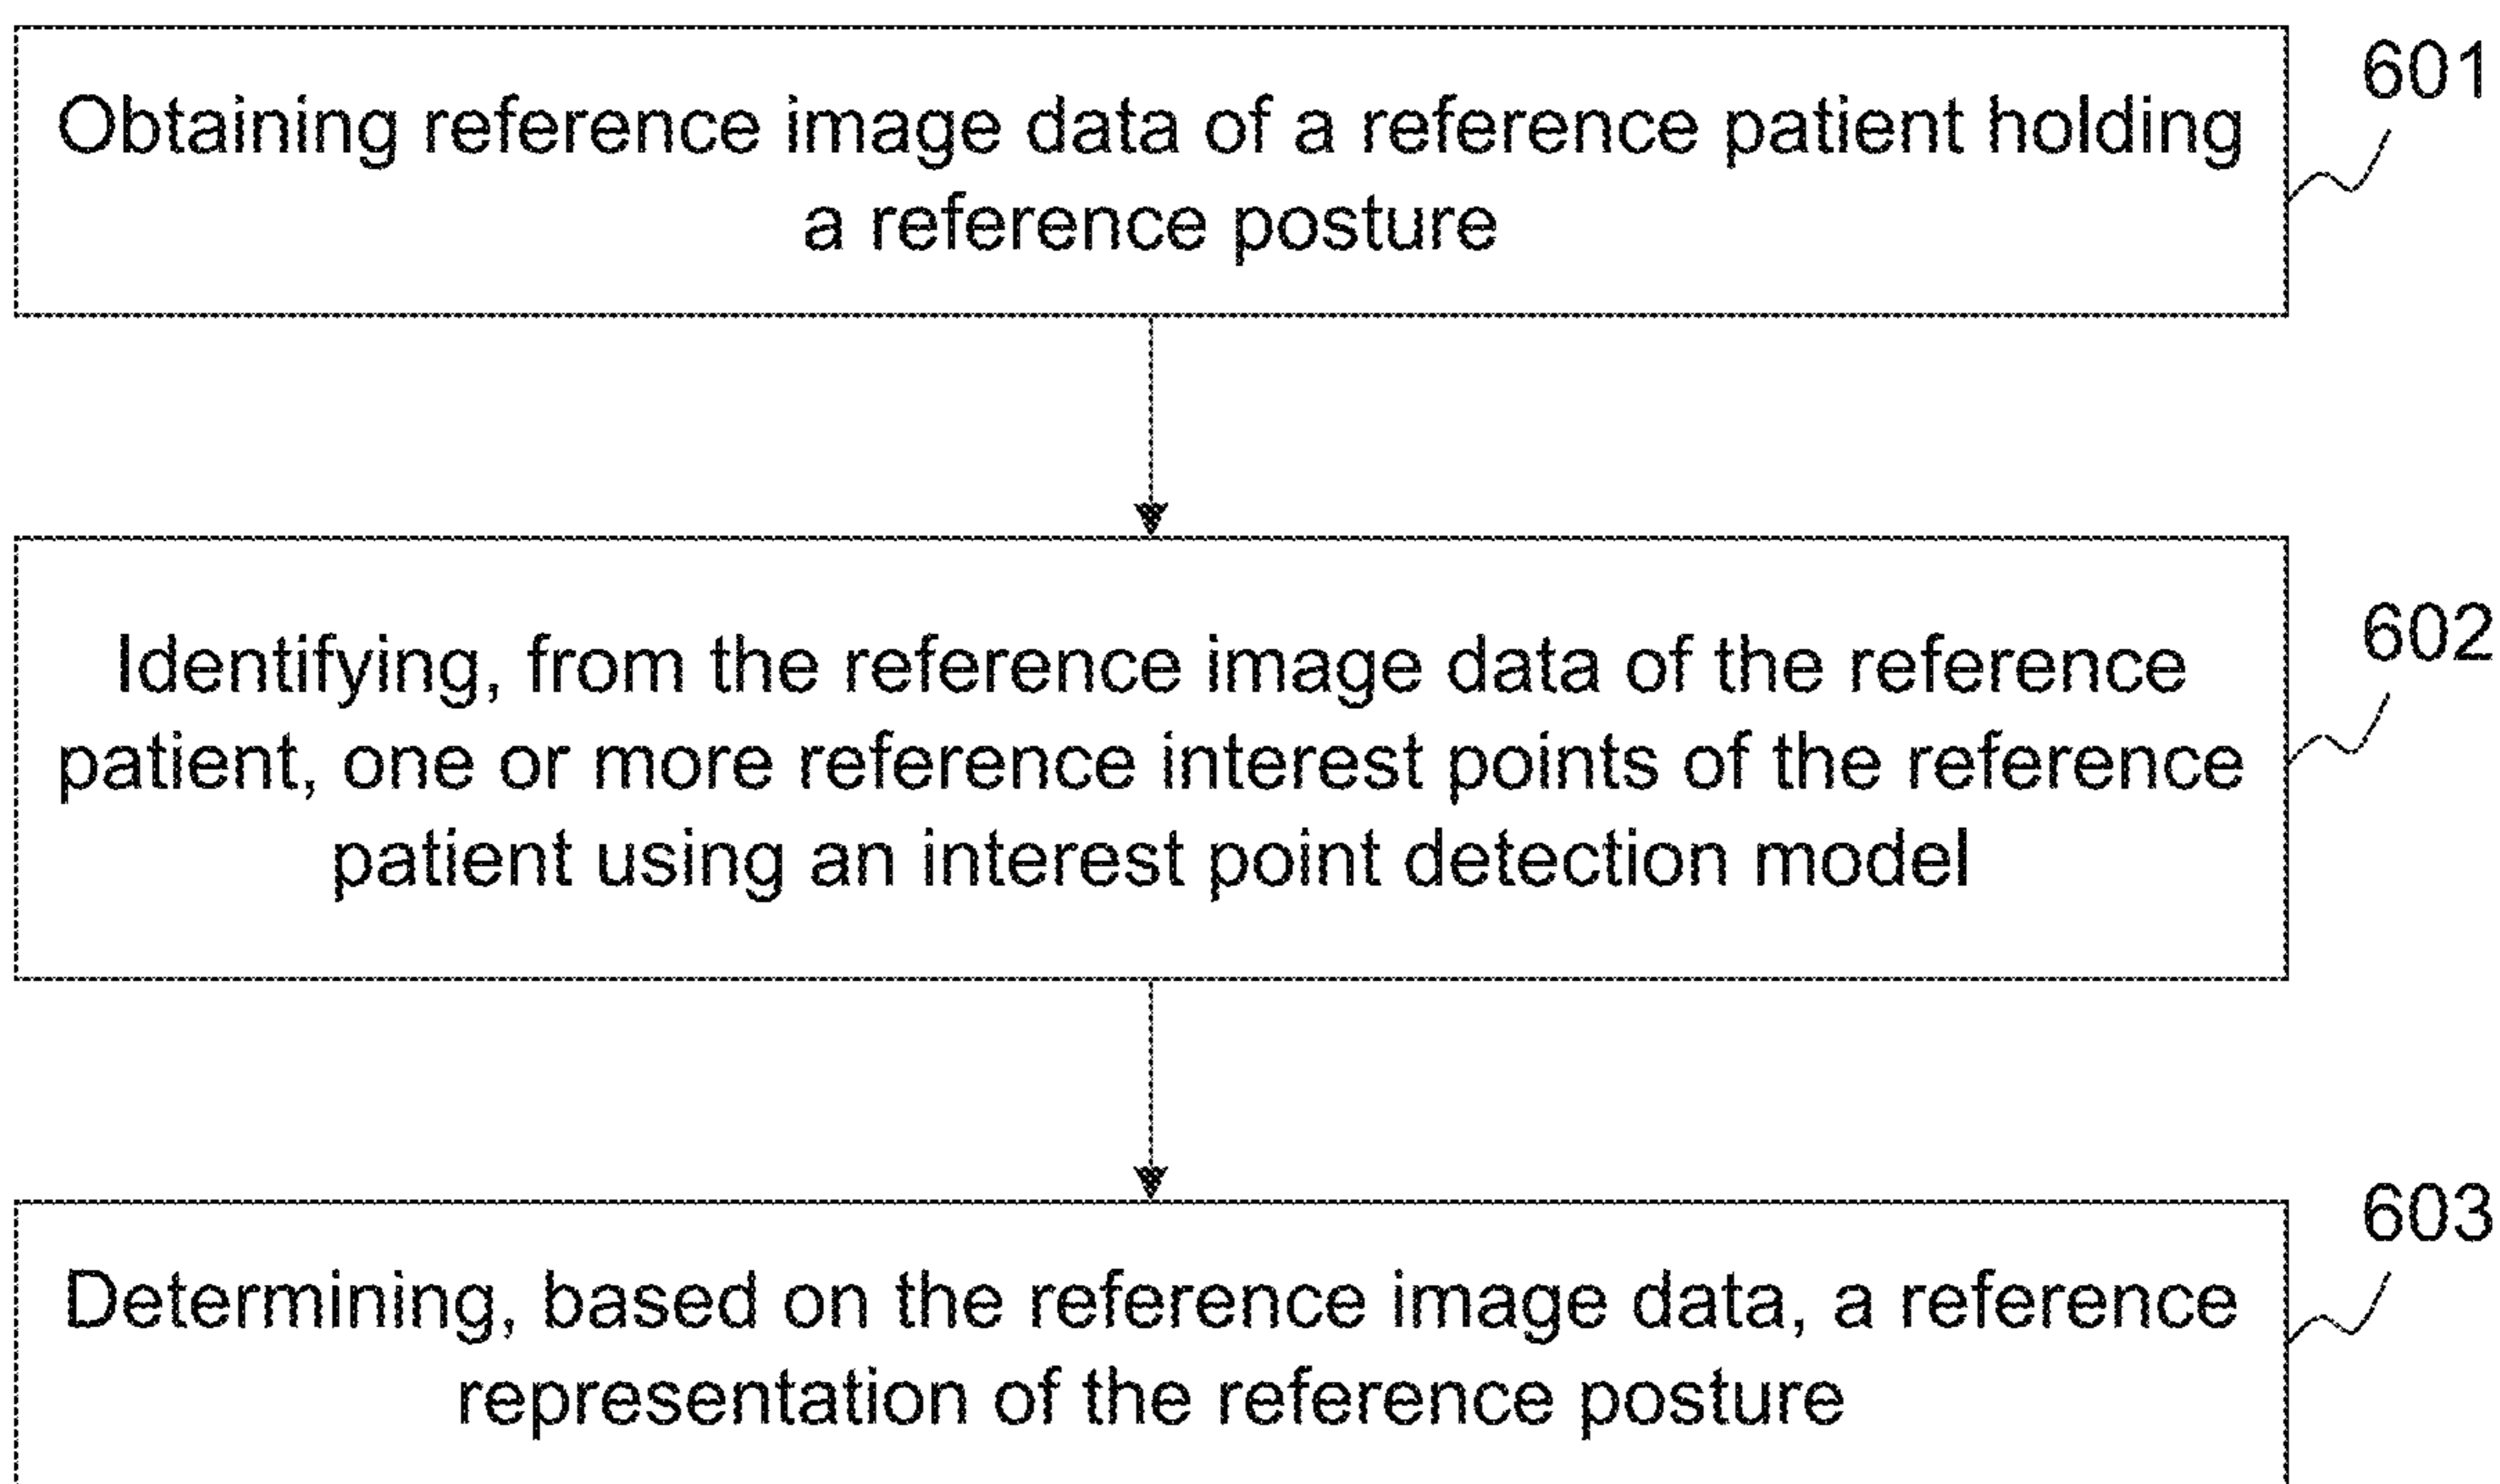 601
Obtaining reference image data of a reference patient holding
a reference posture
602
Identifying, from the reference image data of the reference
patient, one or more reference interest points of the reference
patient using an interest point detection model
603
Determining, based on the reference image data, a reference
representation of the reference posture